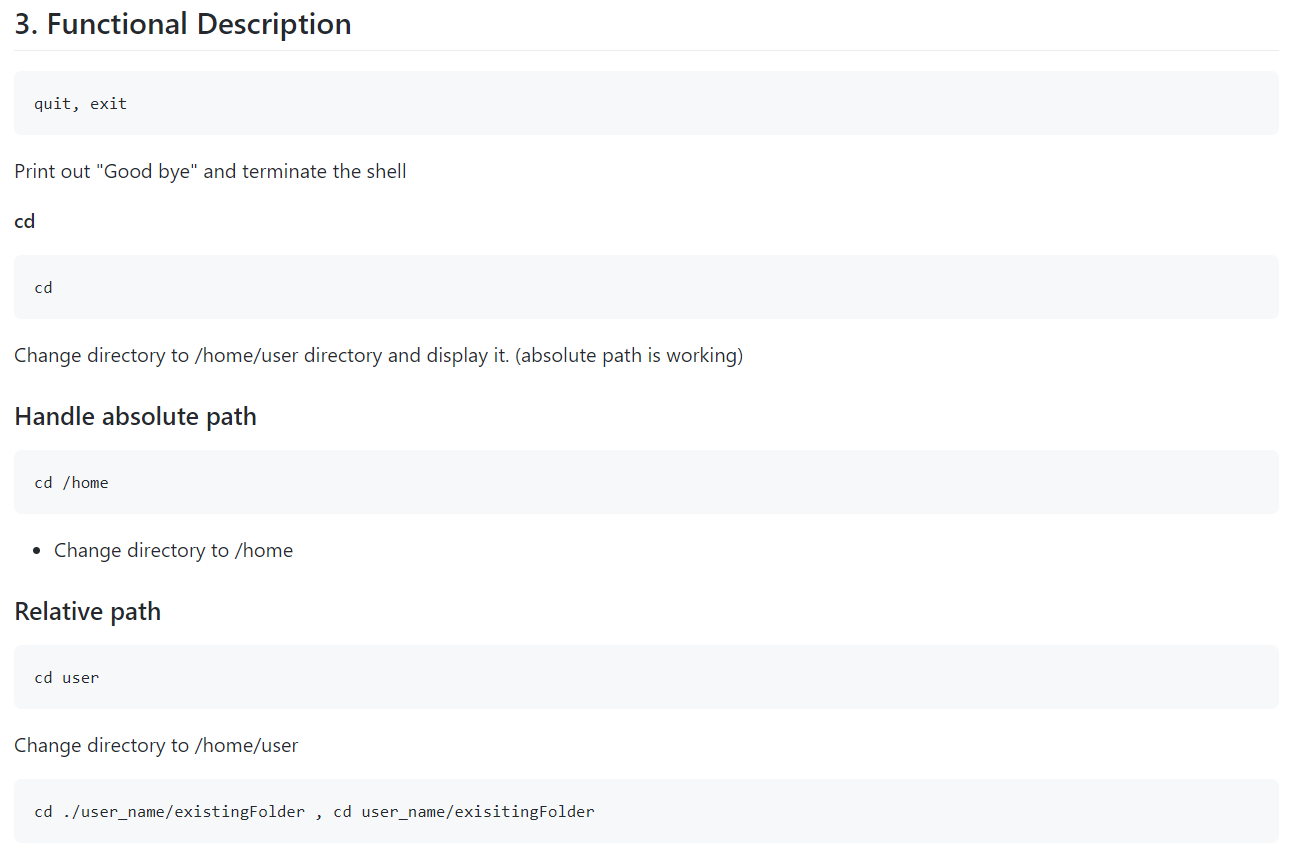 3. Functional Description
quit, exit
Print out "Good bye" and terminate the shell
cd
cd
Change directory to /home/user directory and display it. (absolute path is working)
Handle absolute path
cd /home
• Change directory to /home
Relative path
cd user
Change directory to /home/user
cd ./user_name/existingFolder , cd user_name/exisitingFolder